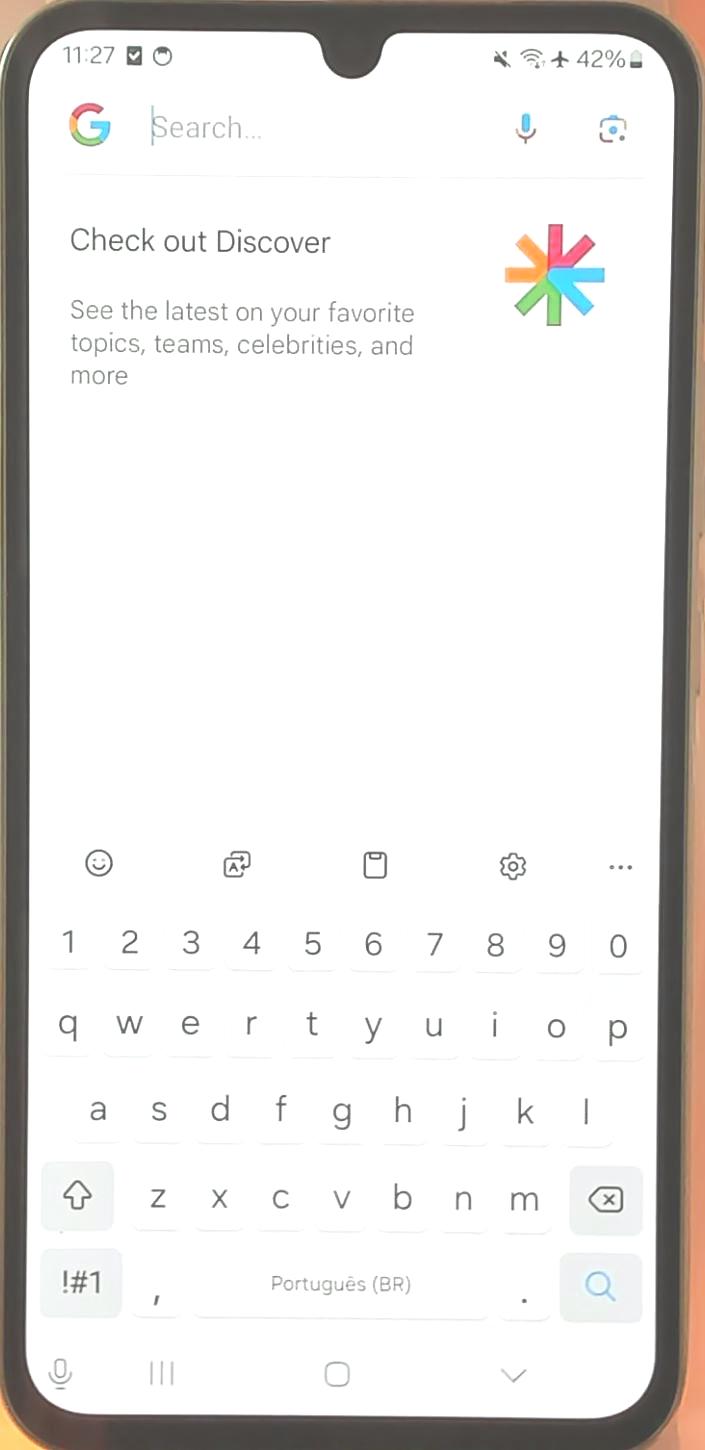 11:27 42%
G Search...
Check out Discover
See the latest on your favorite
topics, teams, celebrities, and
more
1 2 3 4 5 6 7 8 9 0
q w e r t y u i o p
a s d f g h j k l
z x c v b n m
!#1 , Português (BR) .